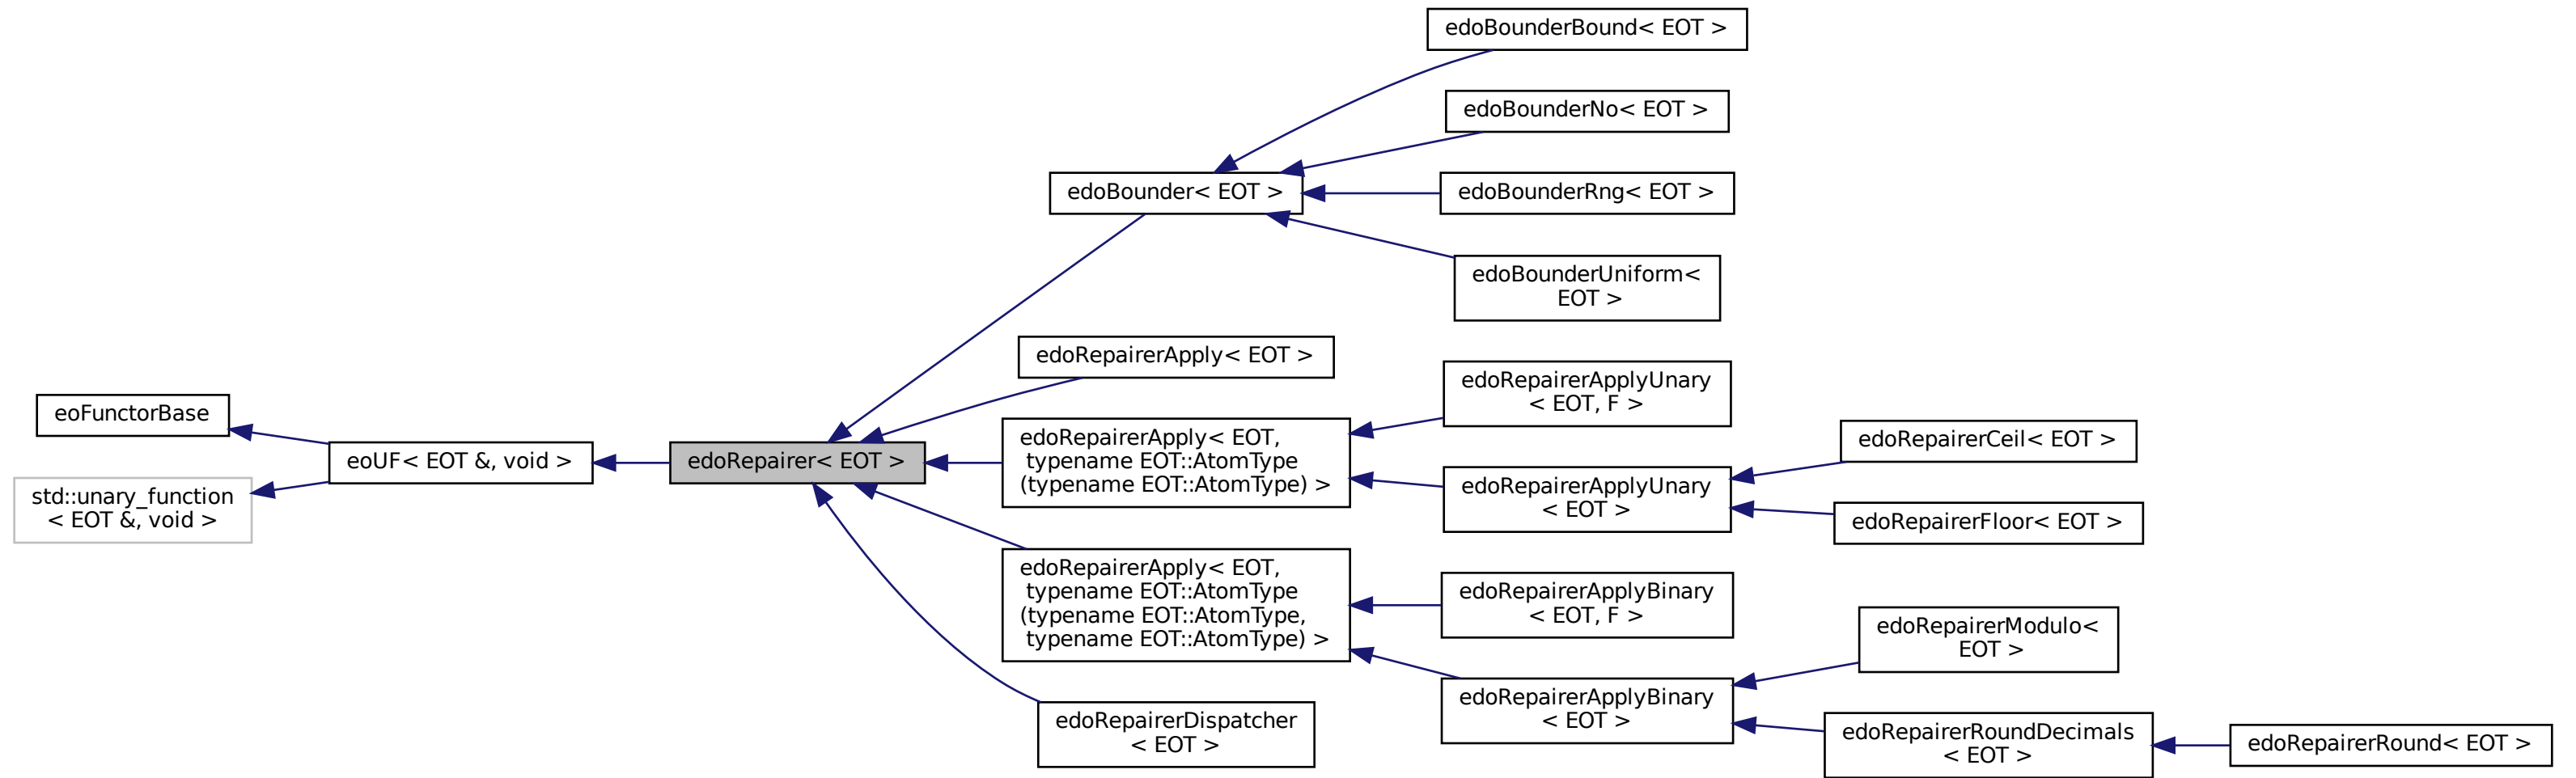 edoBounderBound< EOT >
edoBounderNo< EOT >
edoBounder< EOT >
edoBounderRng< EOT >
edoBounderUniform<
EOT >
edoRepairerApply< EOT >
edoRepairerApplyUnary
< EOT, F >
eoFunctorBase
eoUF< EOT &, void >
std::unary_function
< EOT &, void >
edoRepairer< EOT >
edoRepairerApply< EOT,
typename EOT::AtomType
(typename EOT::AtomType) >
edoRepairerApplyUnary
< EOT >
edoRepairerCeil< EOT >
edoRepairerFloor< EOT >
edoRepairerApply< EOT,
typename EOT::AtomType
(typename EOT::AtomType,
typename EOT::AtomType) >
edoRepairerApplyBinary
< EOT, F >
edoRepairerModulo<
EOT >
edoRepairerApplyBinary
< EOT >
edoRepairerDispatcher
< EOT >
edoRepairerRoundDecimals
< EOT >
edoRepairerRound< EOT >